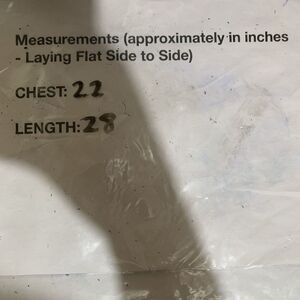 Measurements (approximately in inches
- Laying Flat Side to Side)
CHEST: 22
LENGTH: 28